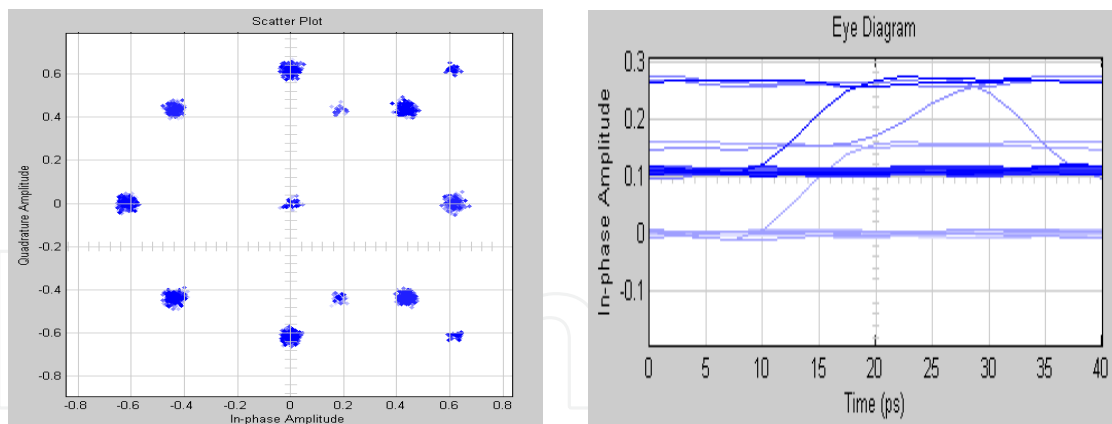 Scatter Plot
0.6
0.4
0.2
0
-0.2
-0.4
-0.6
-0.8
Quadrature Amplitude
-0.8 -0.6 -0.4 -0.2 0 0.2 0.4 0.6 0.8
In-phase Amplitude
Eye Diagram
0.3
0.2
0.1
0
-0.1
In-phase Amplitude
0 5 10 15 20 25 30 35 40
Time (ps)